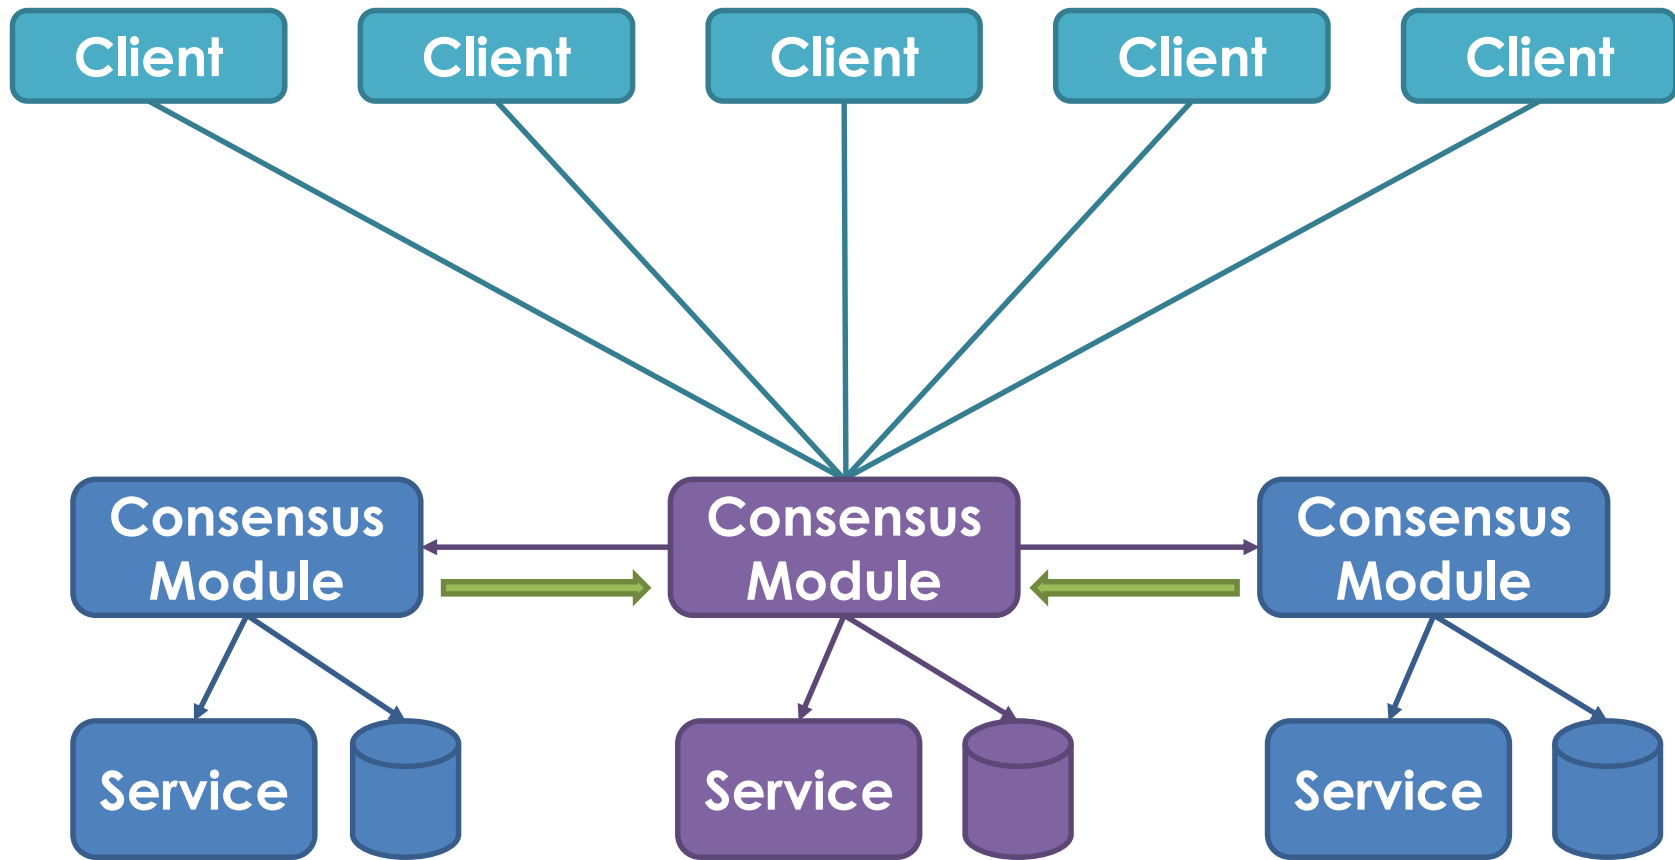 Client
Client
Client
Client
Client
Consensus
Module
Consensus
Module
Consensus
Module
Service
Service
Service